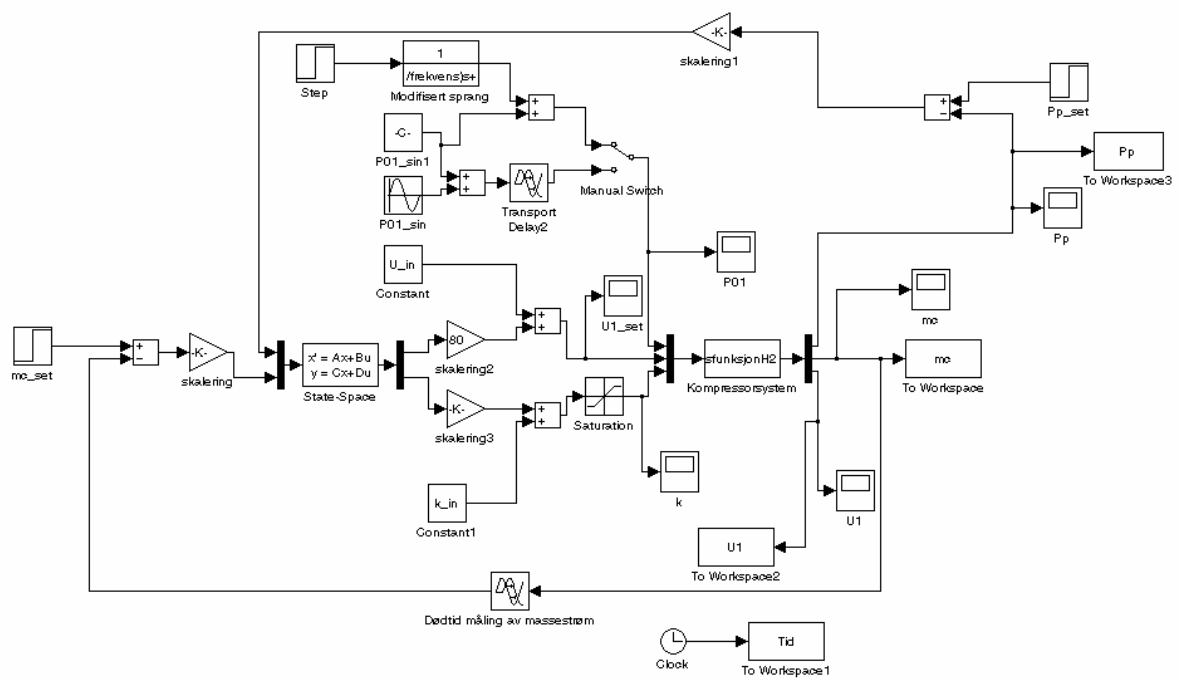 -K-
skalering1
Step
1
/frekvens)s+
Modifisert sprang
+
+
+
−
Pp_set
-C-
P01_sin1
+
+
Pp
To Workspace3
Manual Switch
P01_sin
Transport
Delay2
Pp
U_in
Constant
P01
U1_set
mc
+
+
+
−
mc_set
-K-
skalering
x' = Ax+Bu
y = Cx+Du
State-Space
80
skalering2
sfunksjonH2
Kompressorsystem
mc
To Workspace
-K-
skalering3
+
+
Saturation
k
k_in
Constant1
U1
U1
To Workspace2
Dødtid måling av massestrøm
Clock
Tid
To Workspace1